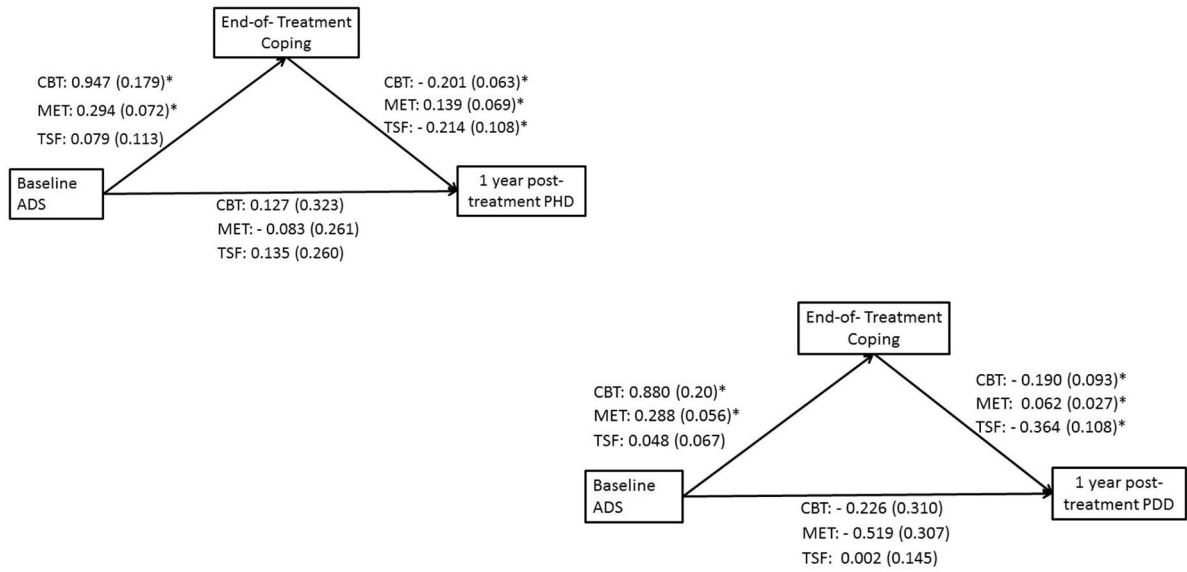 End-of- Treatment
Coping
CBT: 0.947 (0.179)*
MET: 0.294 (0.072)*
TSF: 0.079 (0.113)
CBT: - 0.201 (0.063)*
MET: 0.139 (0.069)*
TSF: - 0.214 (0.108)*
Baseline
ADS
1 year post-
treatment PHD
CBT: 0.127 (0.323)
MET: - 0.083 (0.261)
TSF: 0.135 (0.260)
End-of- Treatment
Coping
CBT: 0.880 (0.20)*
MET: 0.288 (0.056)*
TSF: 0.048 (0.067)
CBT: - 0.190 (0.093)*
MET: 0.062 (0.027)*
TSF: - 0.364 (0.108)*
Baseline
ADS
1 year post-
treatment PDD
CBT: - 0.226 (0.310)
MET: - 0.519 (0.307)
TSF: 0.002 (0.145)